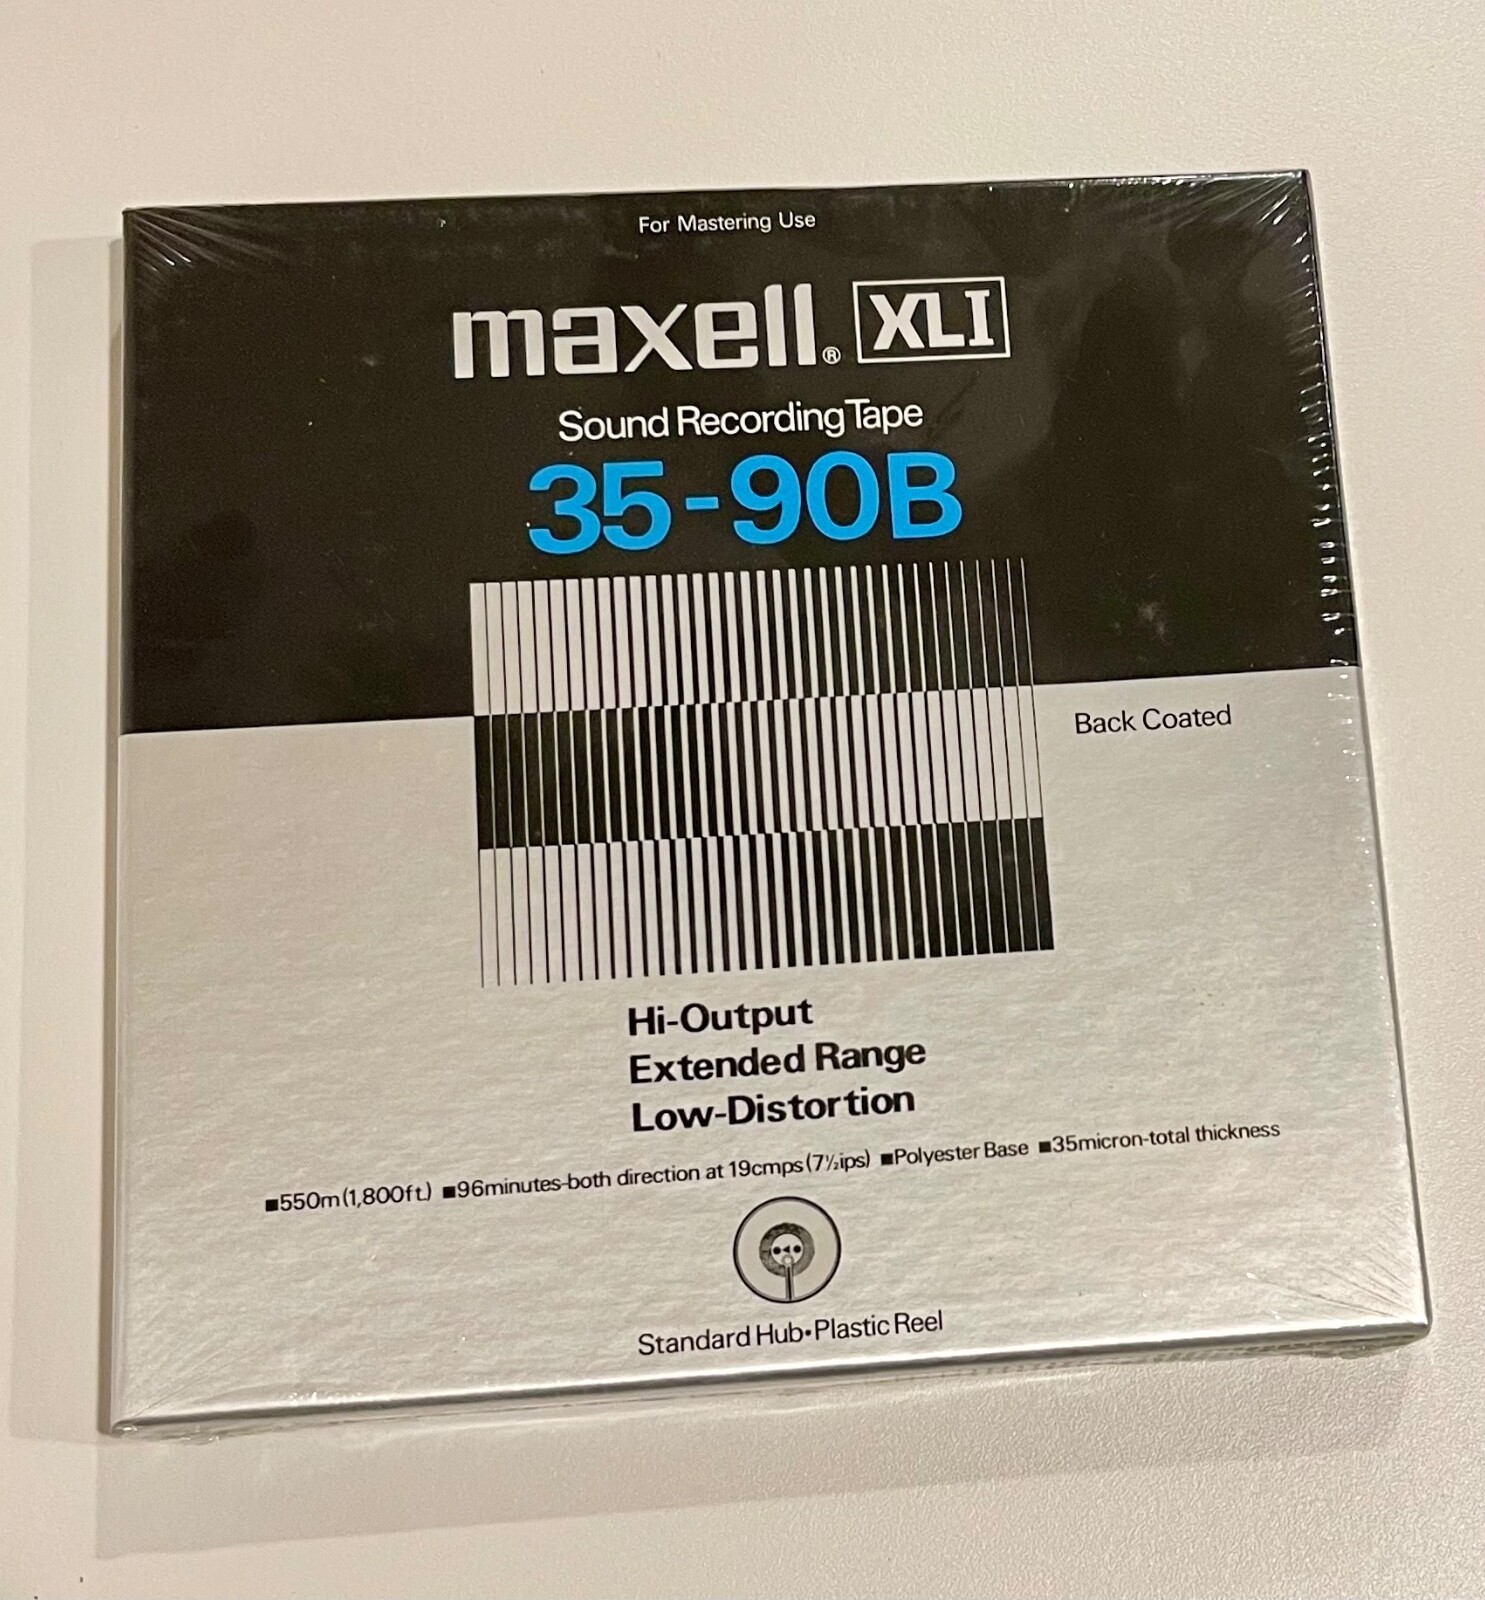 For Mastering Use
maxell® XLI
Sound Recording Tape
35-90B
Back Coated
Hi-Output
Extended Range
Low-Distortion
■550m(1,800ft.) ■96minutes-both direction at 19cmps(7½ips) ■Polyester Base ■35micron-total thickness
Standard Hub•Plastic Reel